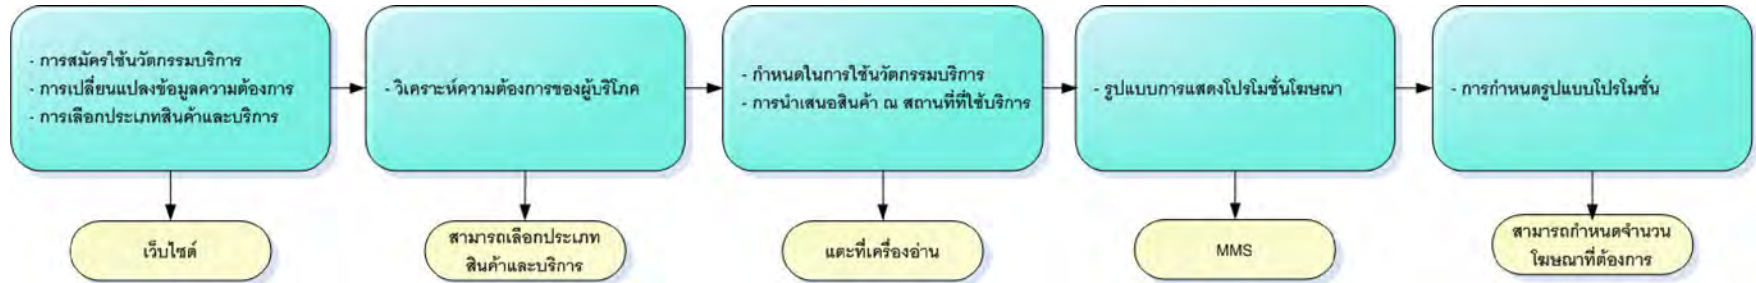 - การสมัครใช้นวัตกรรมบริการ
- การเปลี่ยนแปลงข้อมูลความต้องการ
- การเลือกประเภทสินค้าและบริการ
- วิเคราะห์ความต้องการของผู้บริโภค
- กำหนดในการใช้นวัตกรรมบริการ
- การนำเสนอสินค้า ณ สถานที่ที่ใช้บริการ
- รูปแบบการแสดงโปรโมชั่นโฆษณา
- การกำหนดรูปแบบโปรโมชั่น
เว็บไซต์
สามารถเลือกประเภท
สินค้าและบริการ
แตะที่เครื่องอ่าน
MMS
สามารถกำหนดจำนวน
โฆษณาที่ต้องการ